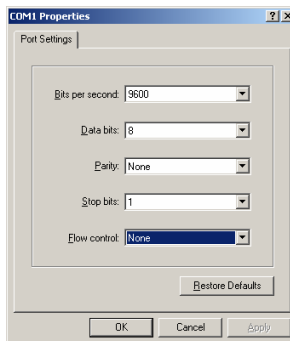 COM1 Properties
Port Settings
Bits per second: 9600
Data bits: 8
Parity: None
Stop bits: 1
Flow control: None
Restore Defaults
OK Cancel Apply